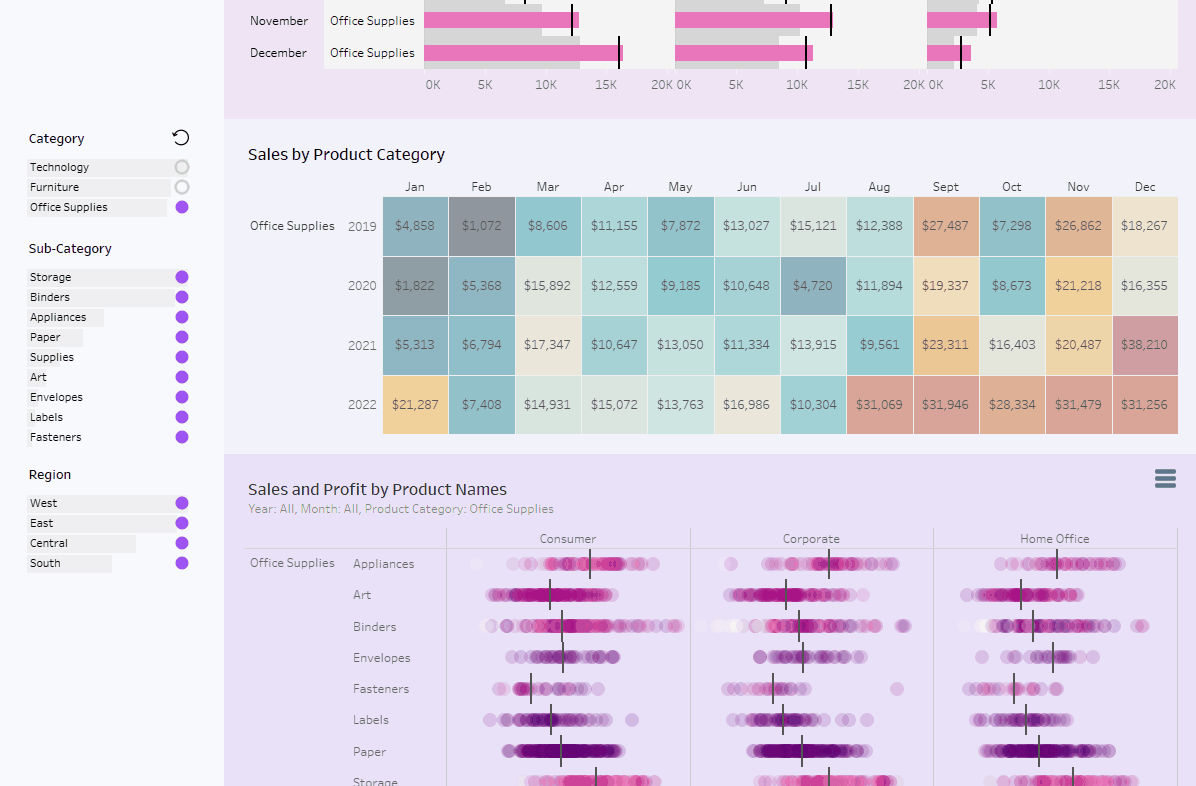 November Office Supplies
December Office Supplies
0K 5K 10K 15K 20K 0K 5K 10K 15K 20K 0K 5K 10K 15K 20K
Category
Technology
Furniture
Office Supplies
Sub-Category
Storage
Binders
Appliances
Paper
Supplies
Art
Envelopes
Labels
Fasteners
Region
West
East
Central
South
Sales by Product Category
Jan Feb Mar Apr May Jun Jul Aug Sept Oct Nov Dec
Office Supplies 2019 $4,858 $1,072 $8,606 $11,155 $7,872 $13,027 $15,121 $12,388 $27,487 $7,298 $26,862 $18,267
2020 $1,822 $5,368 $15,892 $12,559 $9,185 $10,648 $4,720 $11,894 $19,337 $8,673 $21,218 $16,355
2021 $5,313 $6,794 $17,347 $10,647 $13,050 $11,334 $13,915 $9,561 $23,311 $16,403 $20,487 $38,210
2022 $21,287 $7,408 $14,931 $15,072 $13,763 $16,986 $10,304 $31,069 $31,946 $28,334 $31,479 $31,256
Sales and Profit by Product Names
Year: All, Month: All, Product Category: Office Supplies
Consumer Corporate Home Office
Office Supplies Appliances
Art
Binders
Envelopes
Fasteners
Labels
Paper
Storage